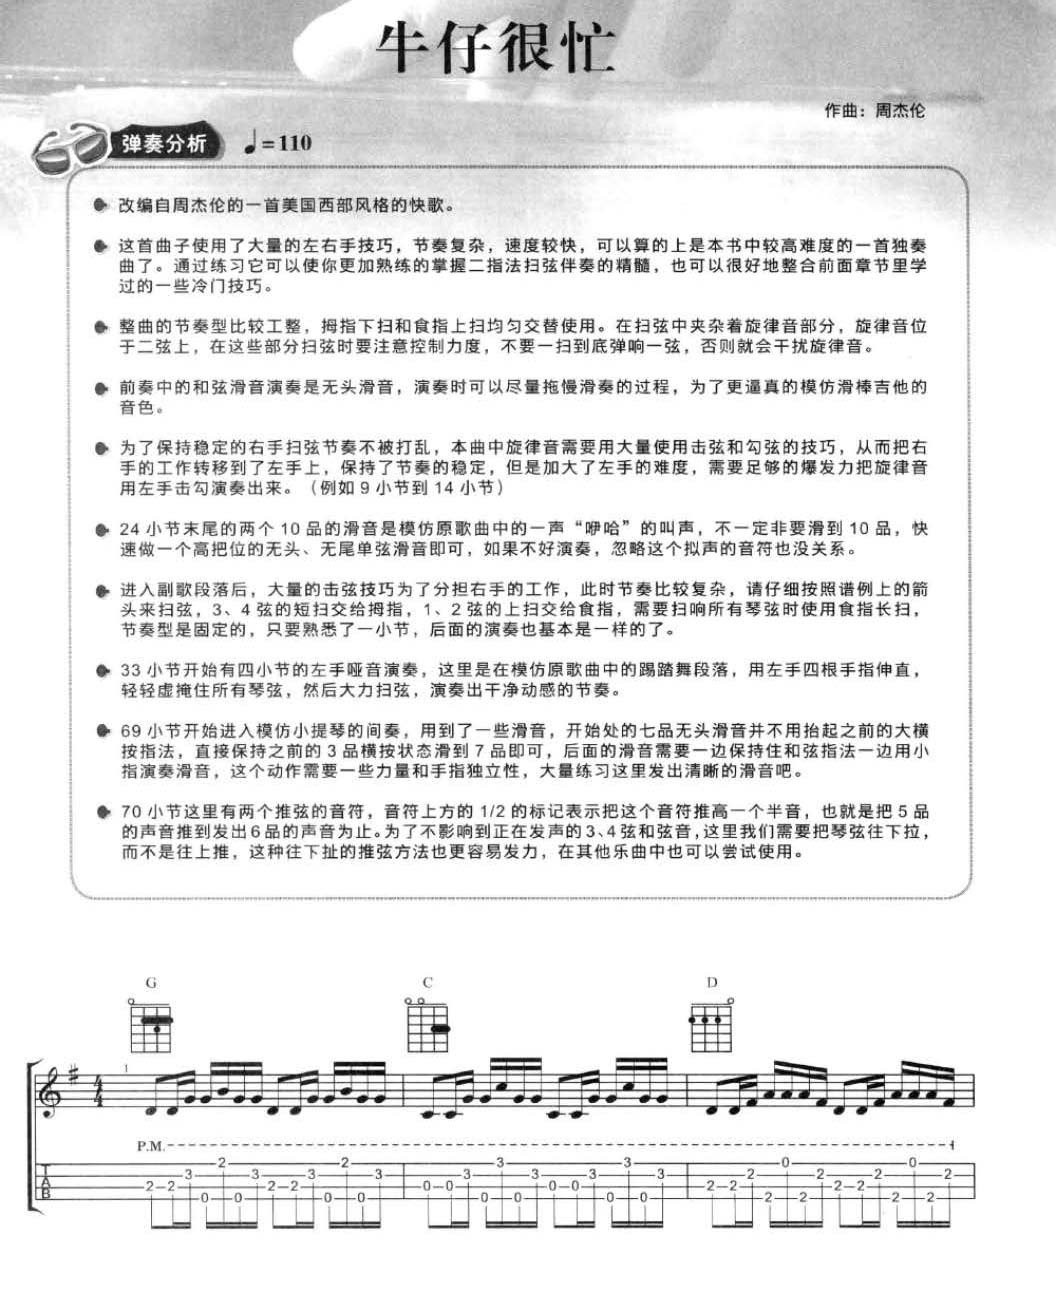 牛仔很忙
作曲：周杰伦
弹奏分析 ♩=110
改编自周杰伦的一首美国西部风格的快歌。
这首曲子使用了大量的左右手技巧，节奏复杂，速度较快，可以算的上是本书中较高难度的一首独奏
曲了。通过练习它可以使你更加熟练的掌握二指法扫弦伴奏的精髓，也可以很好地整合前面章节里学
过的一些冷门技巧。
整曲的节奏型比较工整，拇指下扫和食指上扫均匀交替使用。在扫弦中夹杂着旋律音部分，旋律音位
于二弦上，在这些部分扫弦时要注意控制力度，不要一扫到底弹响一弦，否则就会干扰旋律音。
前奏中的和弦滑音演奏是无头滑音，演奏时可以尽量拖慢滑奏的过程，为了更逼真的模仿滑棒吉他的
音色。
为了保持稳定的右手扫弦节奏不被打乱，本曲中旋律音需要用大量使用击弦和勾弦的技巧，从而把右
手的工作转移到了左手上，保持了节奏的稳定，但是加大了左手的难度，需要足够的爆发力把旋律音
用左手击勾演奏出来。（例如 9 小节到 14 小节）
24 小节末尾的两个 10 品的滑音是模仿原歌曲中的一声“咿哈”的叫声，不一定非要滑到 10 品，快
速做一个高把位的无头、无尾单弦滑音即可，如果不好演奏，忽略这个拟声的音符也没关系。
进入副歌段落后，大量的击弦技巧为了分担右手的工作，此时节奏比较复杂，请仔细按照谱例上的箭
头来扫弦，3、4 弦的短扫交给拇指，1、2 弦的上扫交给食指，需要扫响所有琴弦时使用食指长扫，
节奏型是固定的，只要熟悉了一小节，后面的演奏也基本是一样的了。
33 小节开始有四小节的左手哑音演奏，这里是在模仿原歌曲中的踢踏舞段落，用左手四根手指伸直，
轻轻虚掩住所有琴弦，然后大力扫弦，演奏出干净动感的节奏。
69 小节开始进入模仿小提琴的间奏，用到了一些滑音，开始处的七品无头滑音并不用抬起之前的大横
按指法，直接保持之前的 3 品横按状态滑到 7 品即可，后面的滑音需要一边保持住和弦指法一边用小
指演奏滑音，这个动作需要一些力量和手指独立性，大量练习这里发出清晰的滑音吧。
70 小节这里有两个推弦的音符，音符上方的 1/2 的标记表示把这个音符推高一个半音，也就是把 5 品
的声音推到发出6品的声音为止。为了不影响到正在发声的3、4弦和弦音，这里我们需要把琴弦往下拉，
而不是往上推，这种往下扯的推弦方法也更容易发力，在其他乐曲中也可以尝试使用。
G C D
4
4
1
P.M.
T
A
B
2 2 3 0 2 0 3 2 2 3 0 2 0 3 0 0 3 0 3 0 3 0 0 3 0 3 0 3 2 2 2 2 0 2 2 2 2 2 2 0 2 2